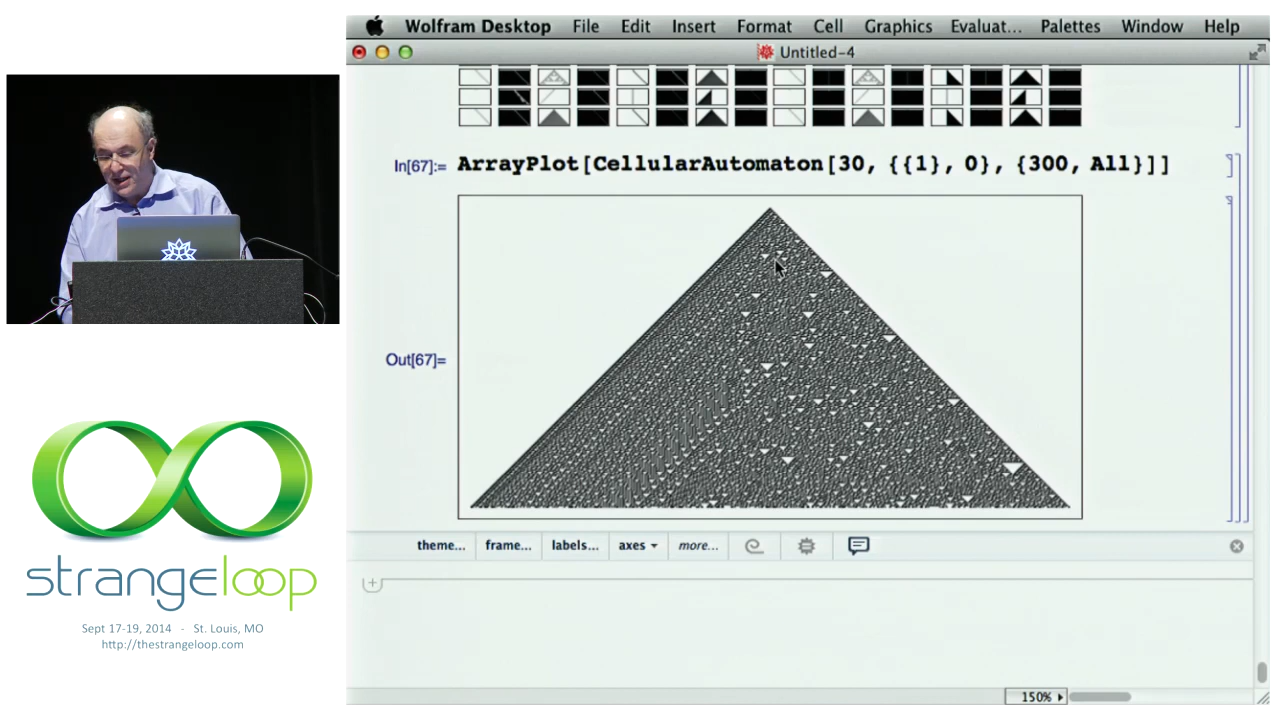 Wolfram Desktop File Edit Insert Format Cell Graphics Evaluat... Palettes Window Help
Untitled-4
In[67]:= ArrayPlot[CellularAutomaton[30, {{1}, 0}, {300, All}]]
Out[67]=
theme... frame... labels... axes more...
150%
strangeloop
Sept 17-19, 2014 - St. Louis, MO
http://thestrangeloop.com